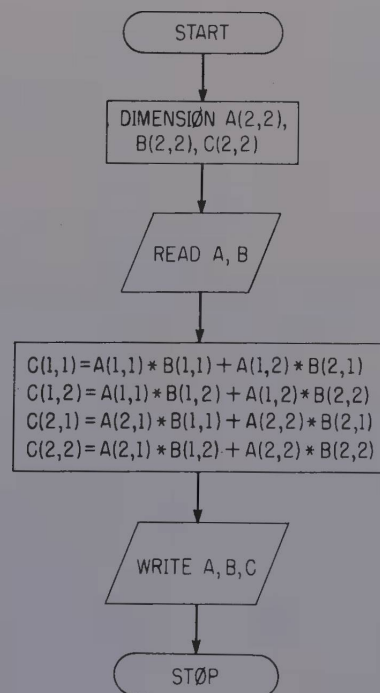 START
DIMENSIØN A(2,2),
B(2,2), C(2,2)
READ A, B
C(1,1)=A(1,1)*B(1,1)+A(1,2)*B(2,1)
C(1,2)=A(1,1)*B(1,2)+A(1,2)*B(2,2)
C(2,1)=A(2,1)*B(1,1)+A(2,2)*B(2,1)
C(2,2)=A(2,1)*B(1,2)+A(2,2)*B(2,2)
WRITE A, B, C
STØP